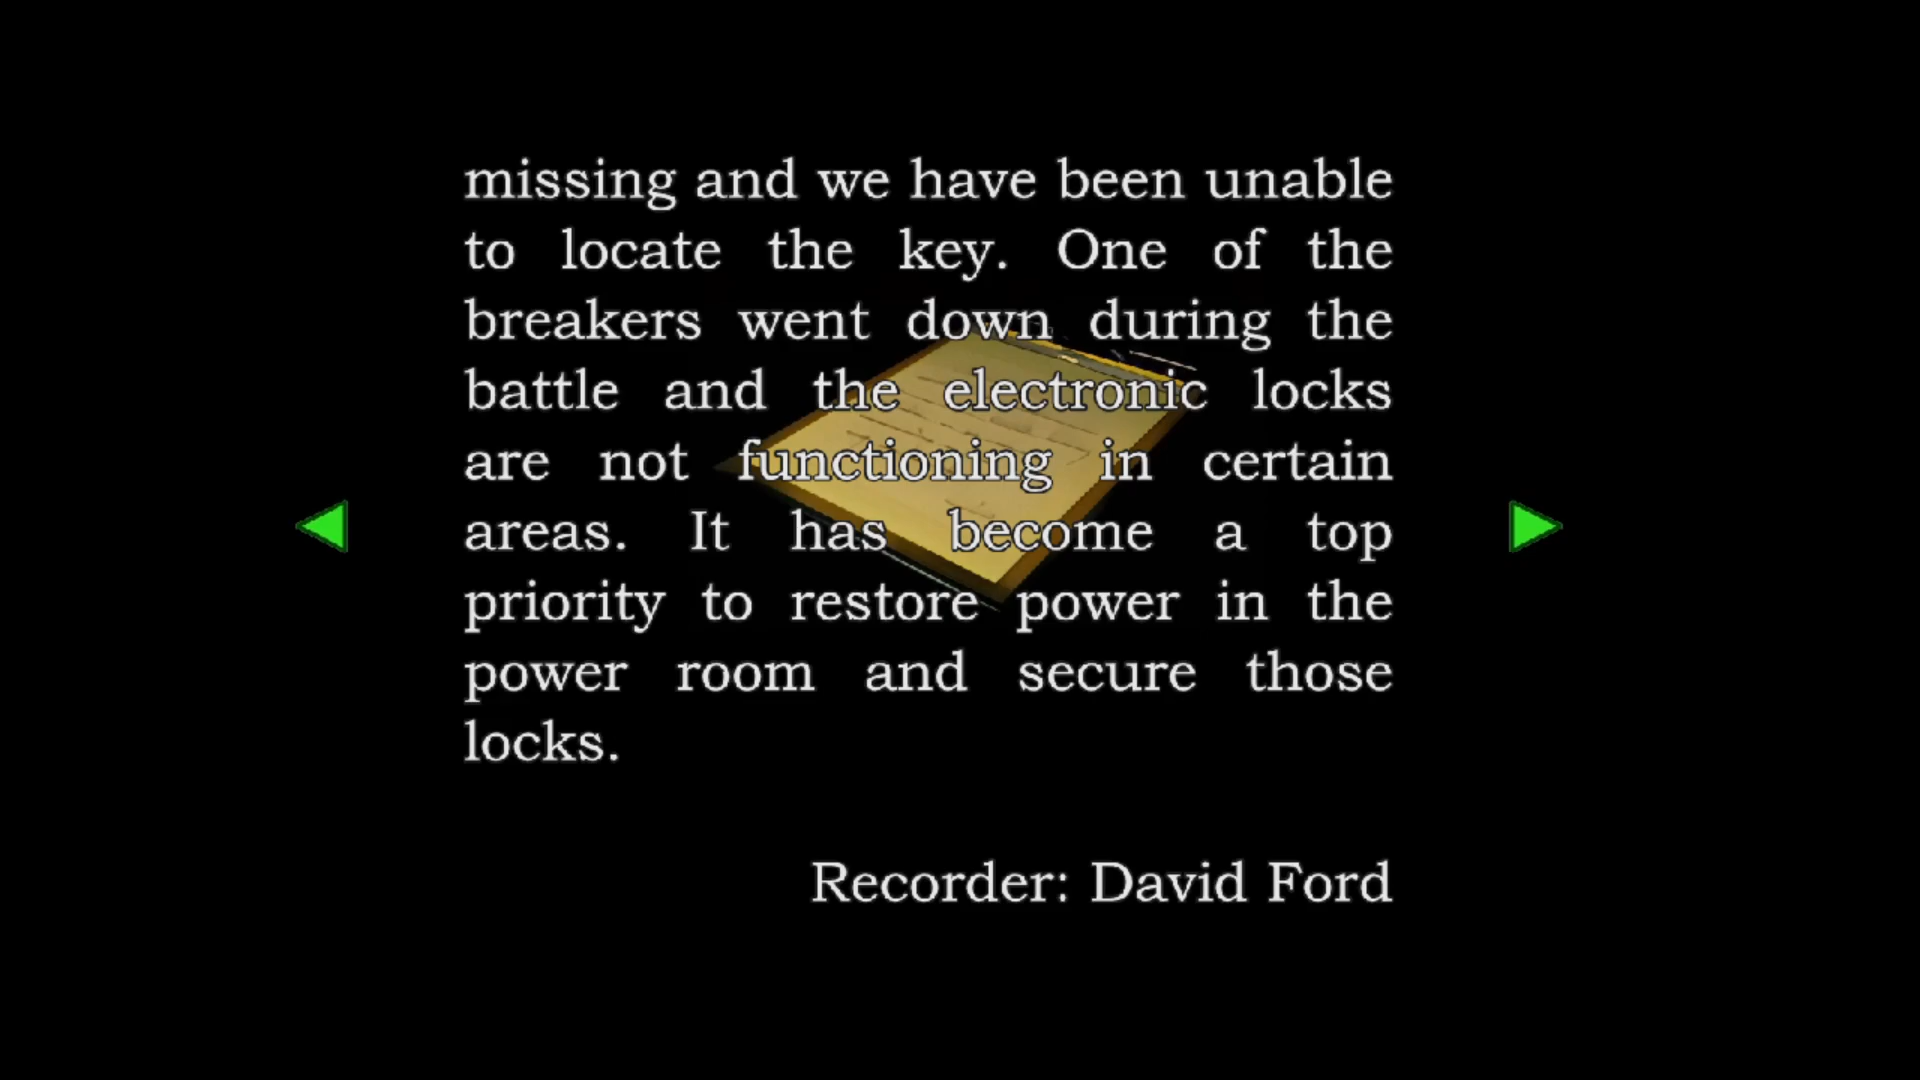 missing and we have been unable
to locate the key. One of the
breakers went down during the
battle and the electronic locks
are not functioning in certain
areas. It has become a top
priority to restore power in the
power room and secure those
locks.
Recorder: David Ford